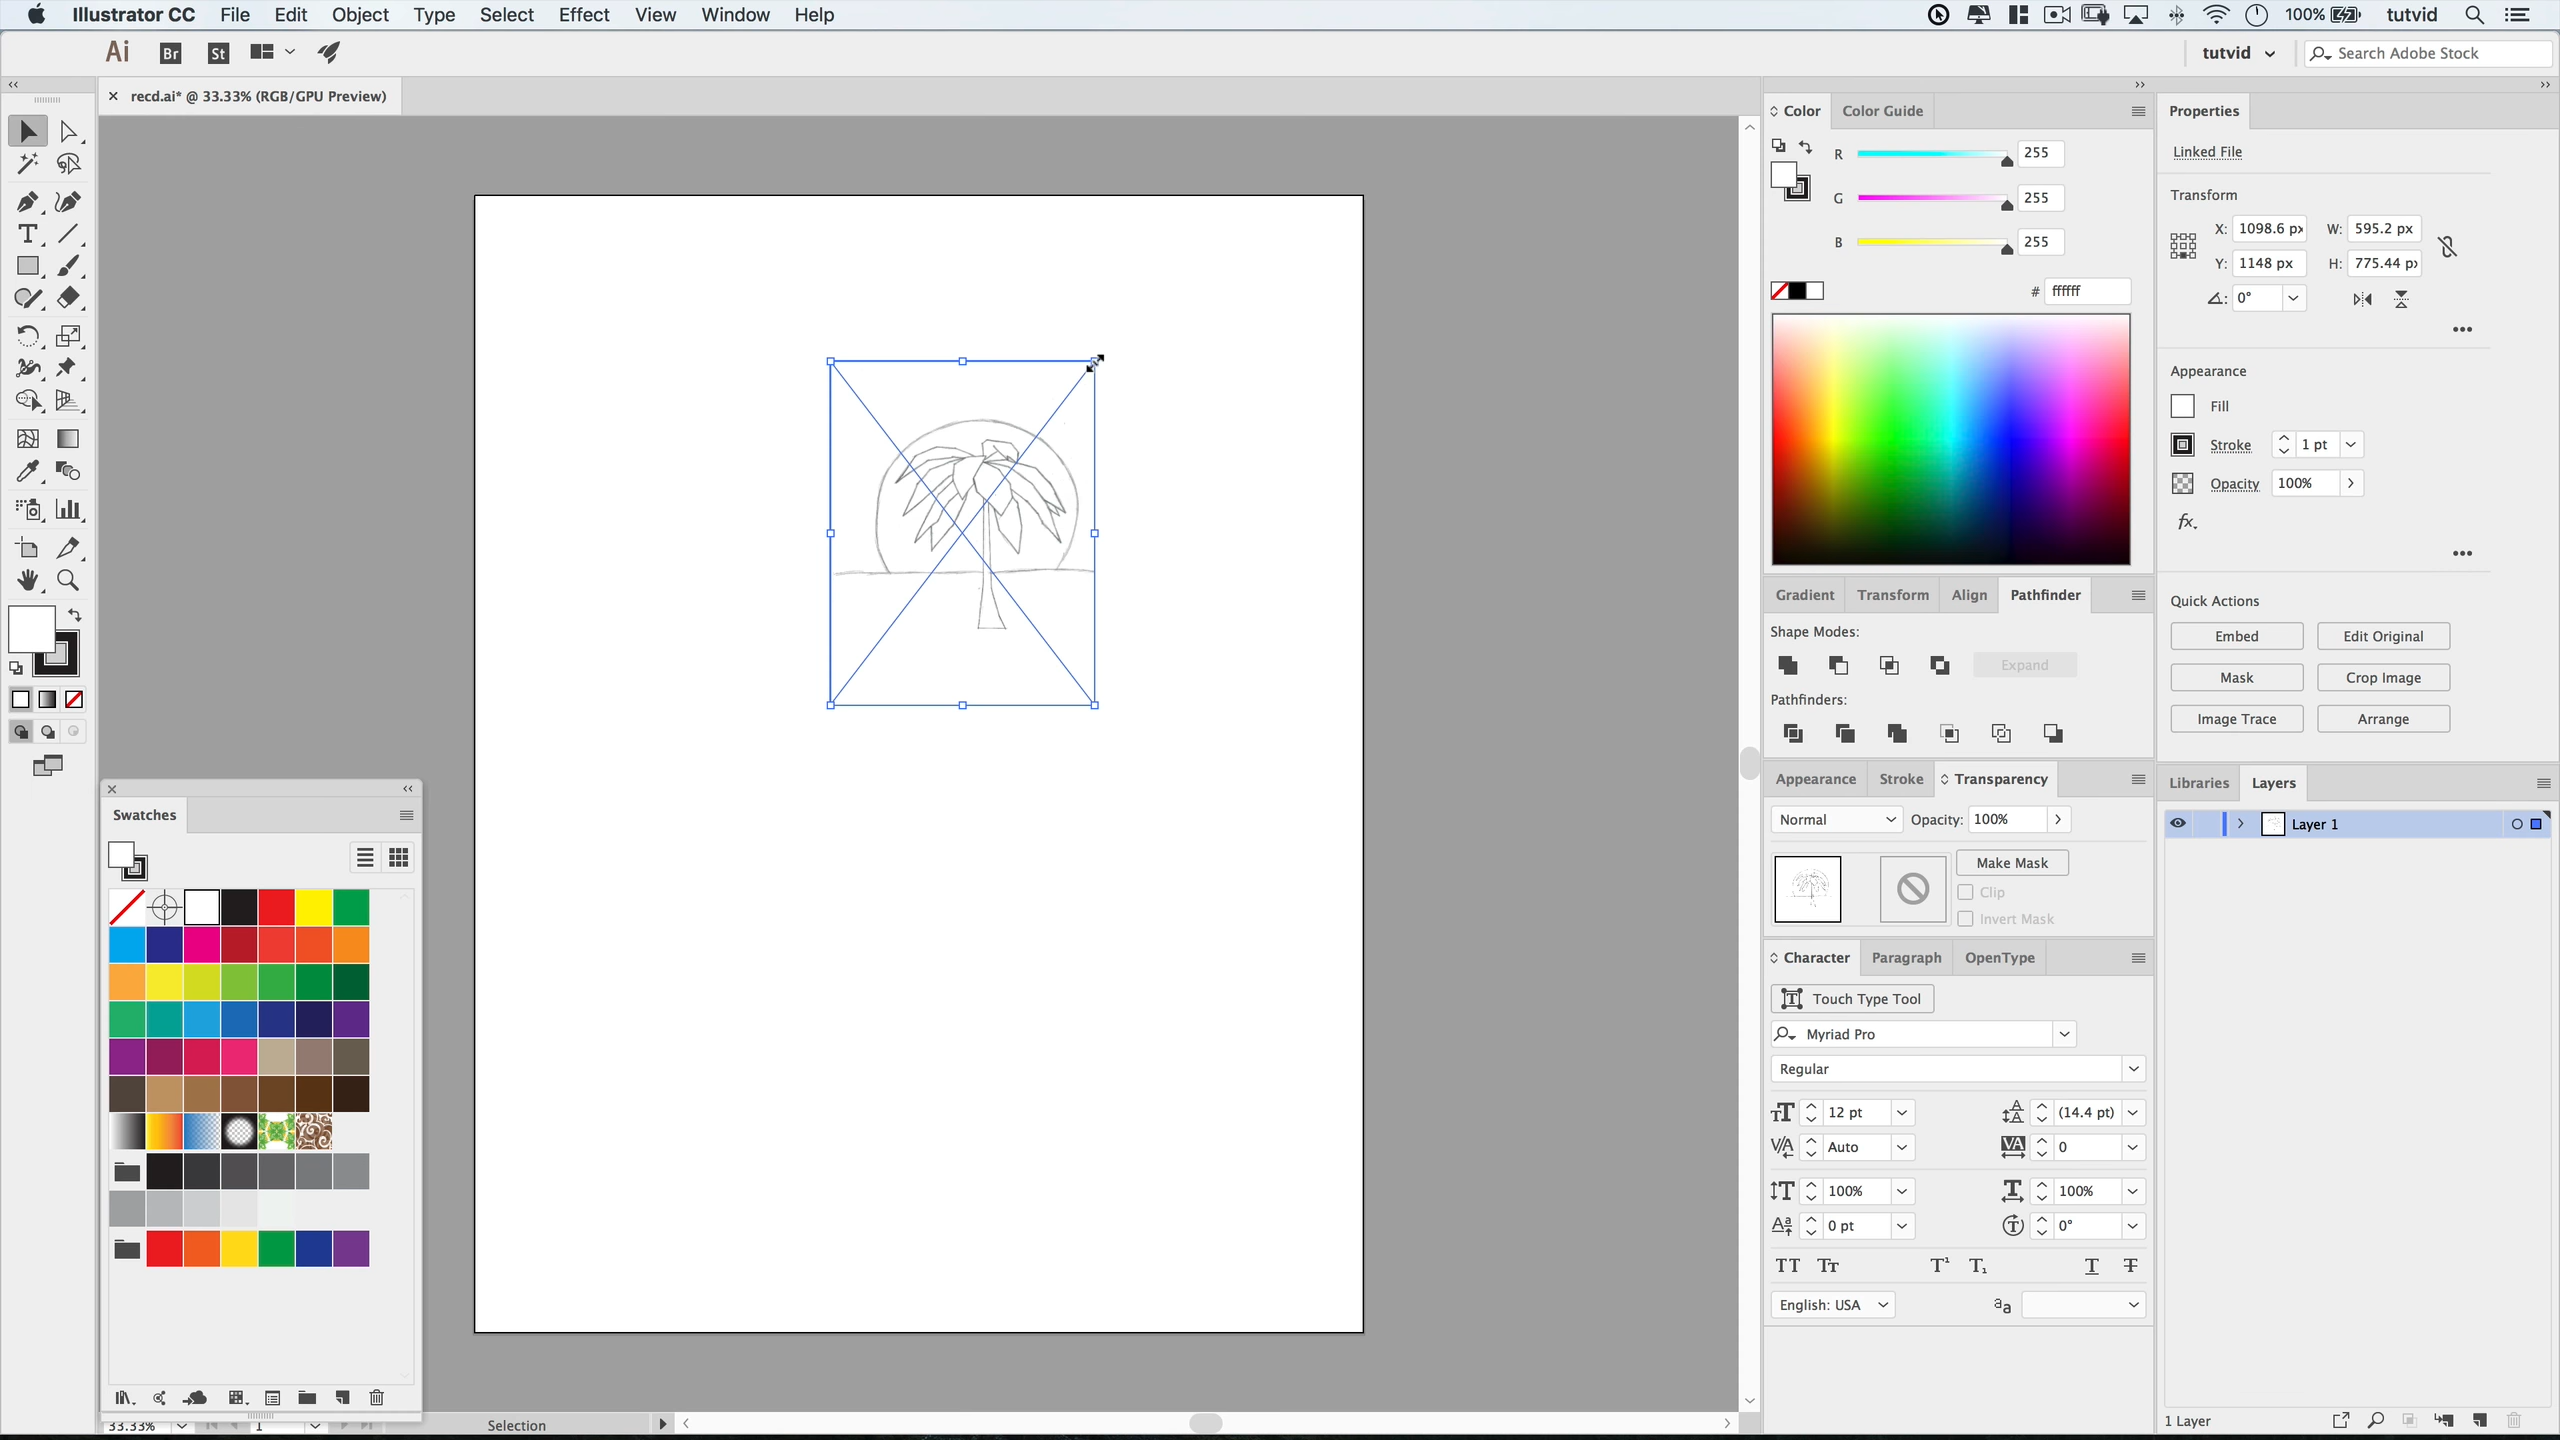 Illustrator CC File Edit Object Type Select Effect View Window Help 100% tutvid
Ai Br St tutvid Search Adobe Stock
recd.ai* @ 33.33% (RGB/GPU Preview)
Color Color Guide
R 255
G 255
B 255
# ffffff
Gradient Transform Align Pathfinder
Shape Modes:
Expand
Pathfinders:
Appearance Stroke Transparency
Normal Opacity: 100%
Make Mask
Clip
Invert Mask
Character Paragraph OpenType
Touch Type Tool
Myriad Pro
Regular
12 pt (14.4 pt)
Auto 0
100% 100%
0 pt 0°
English: USA
Properties
Linked File
Transform
X: 1098.6 px W: 595.2 px
Y: 1148 px H: 775.44 px
0°
Appearance
Fill
Stroke 1 pt
Opacity 100%
fx.
Quick Actions
Embed Edit Original
Mask Crop Image
Image Trace Arrange
Libraries Layers
Layer 1
1 Layer
Swatches
33.33% 1 Selection